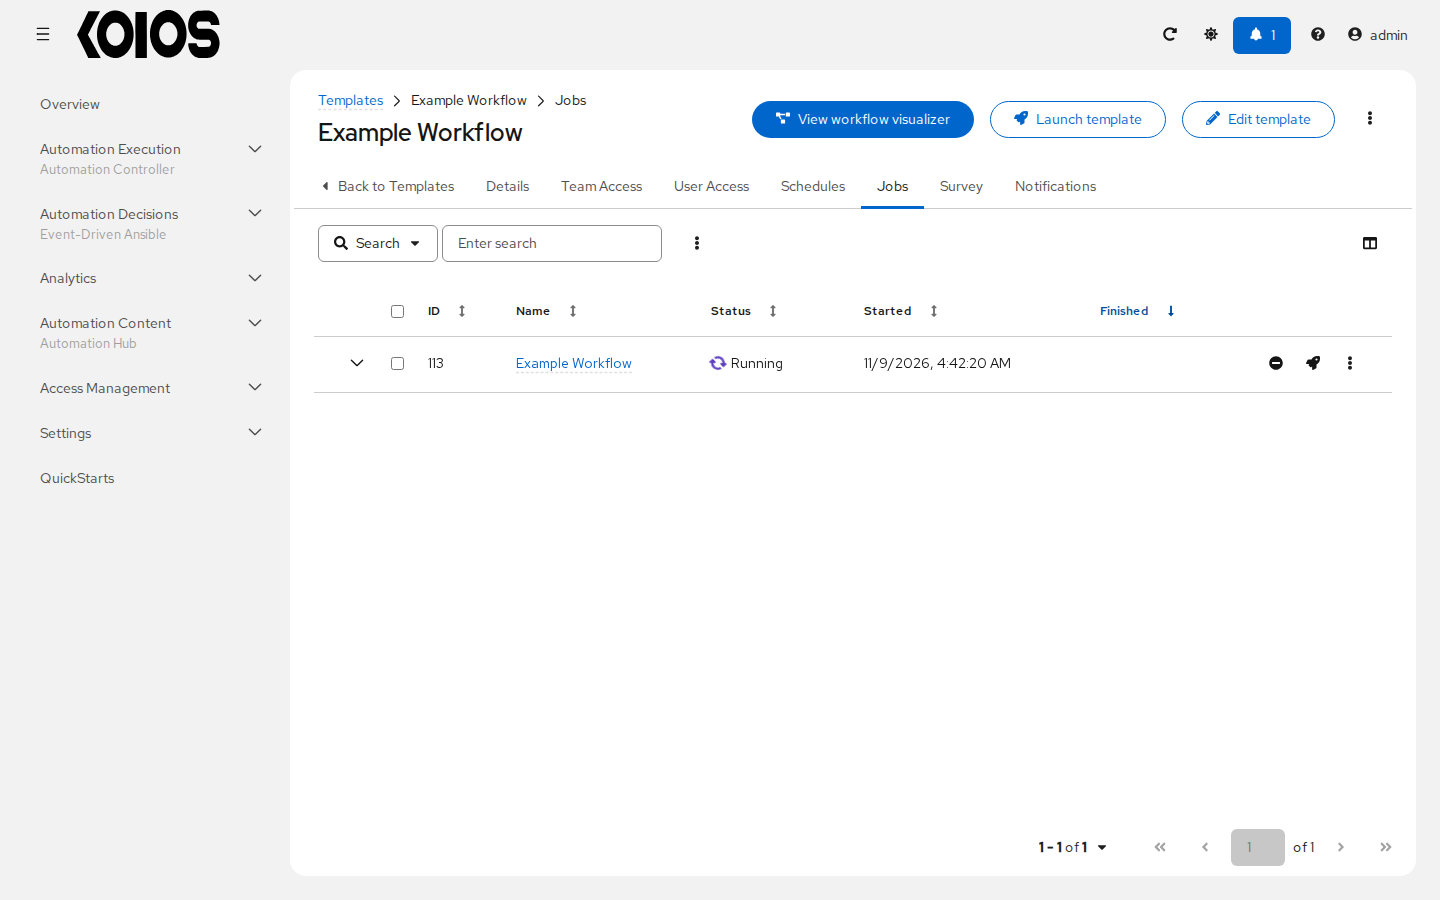 KOIOS
1
admin
Overview
Automation Execution
Automation Controller
Automation Decisions
Event-Driven Ansible
Analytics
Automation Content
Automation Hub
Access Management
Settings
QuickStarts
Templates > Example Workflow > Jobs
Example Workflow
View workflow visualizer
Launch template
Edit template
Back to Templates
Details
Team Access
User Access
Schedules
Jobs
Survey
Notifications
Search
Enter search
ID Name Status Started Finished
113 Example Workflow Running 11/9/2026, 4:42:20 AM
1 - 1 of 1
1 of 1